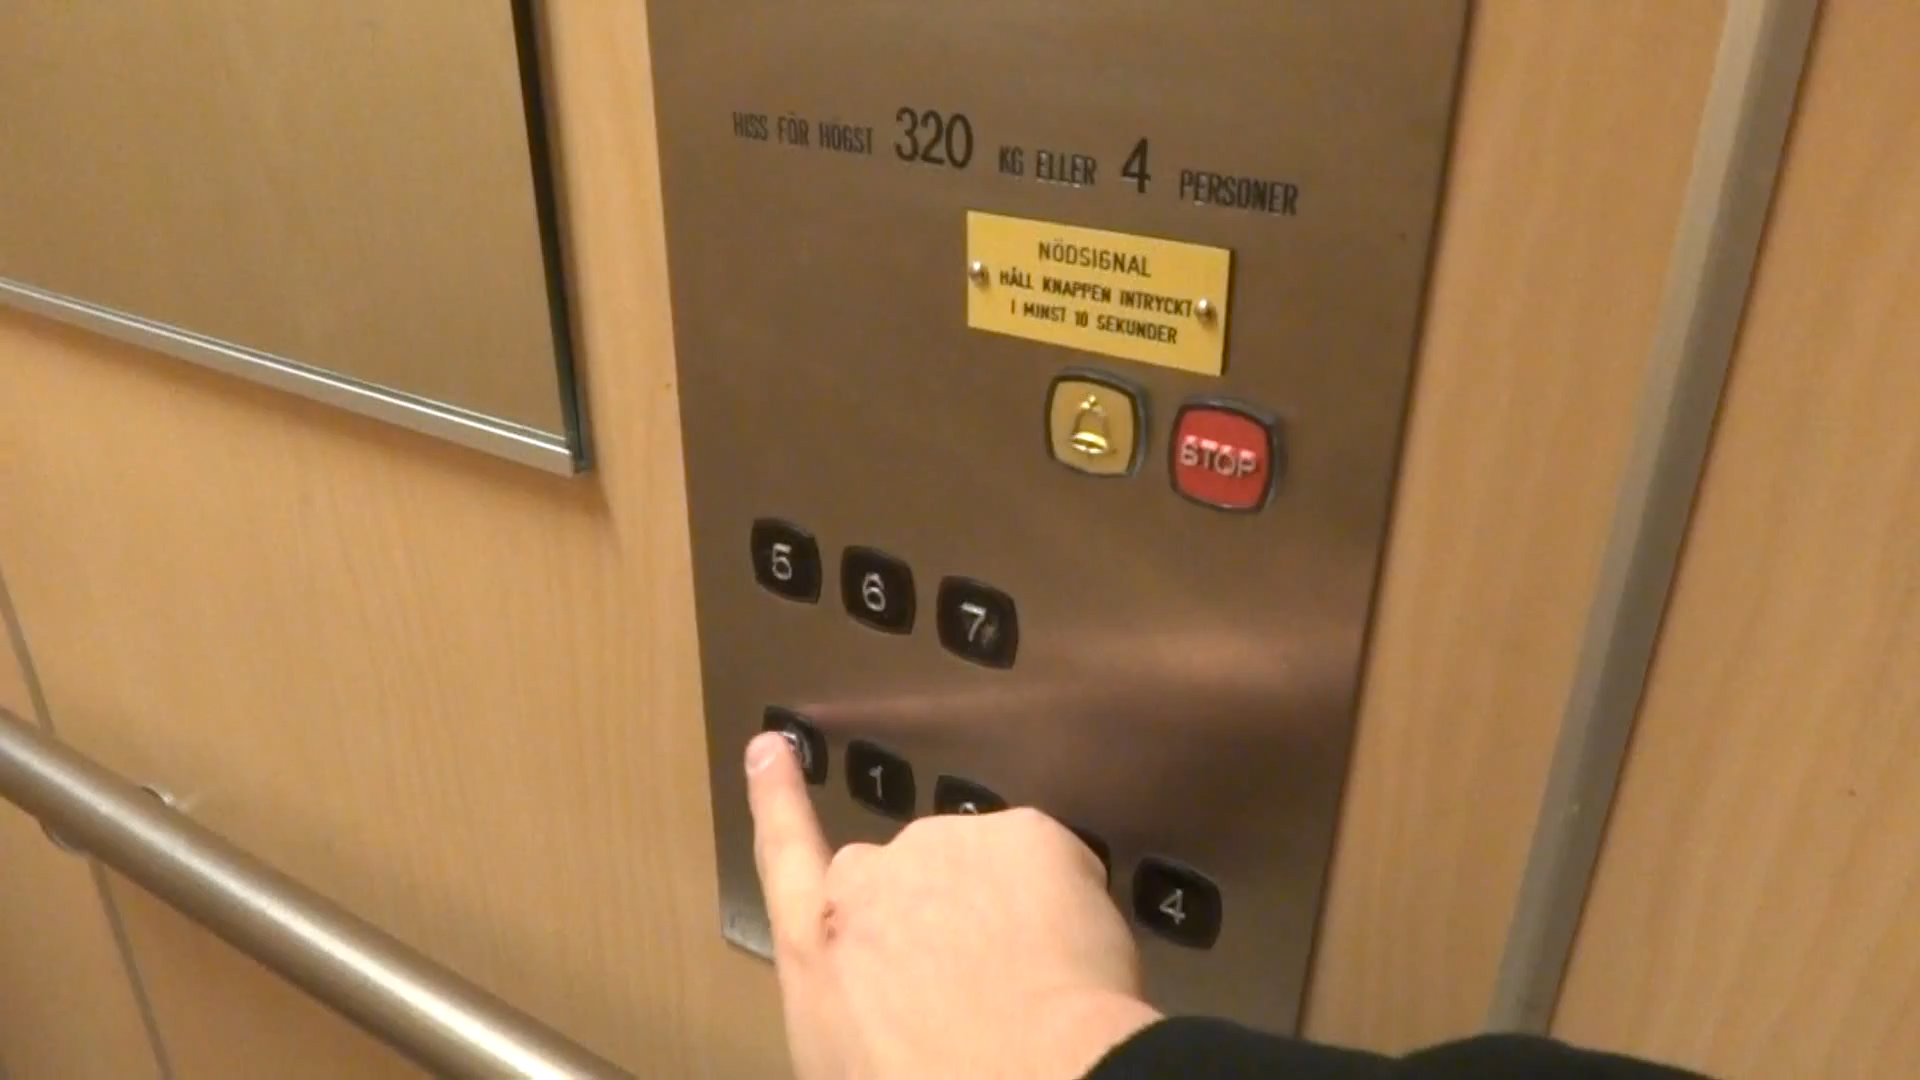 HISS FÖR HÖGST 320 KG ELLER 4 PERSONER
NÖDSIGNAL
HÅLL KNAPPEN INTRYCKT
I MINST 10 SEKUNDER
STOP
5 6 7
1 4